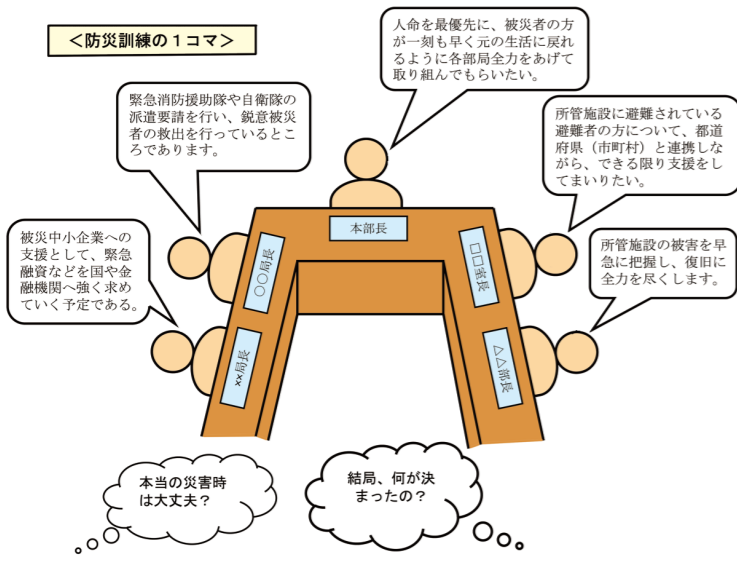 ＜防災訓練の１コマ＞
人命を最優先に、被災者の方
が一刻も早く元の生活に戻れ
るように各部局全力をあげて
取り組んでもらいたい。
緊急消防援助隊や自衛隊の
派遣要請を行い、鋭意被災
者の救出を行っているとこ
ろであります。
所管施設に避難されている
避難者の方について、都道
府県（市町村）と連携しな
がら、できる限り支援をし
てまいりたい。
被災中小企業への
支援として、緊急
融資などを国や金
融機関へ強く求め
ていく予定である。
所管施設の被害を早
急に把握し、復旧に
全力を尽くします。
本部長
○○局長
□□室長
××局長
△△部長
本当の災害時
は大丈夫？
結局、何が決
まったの？